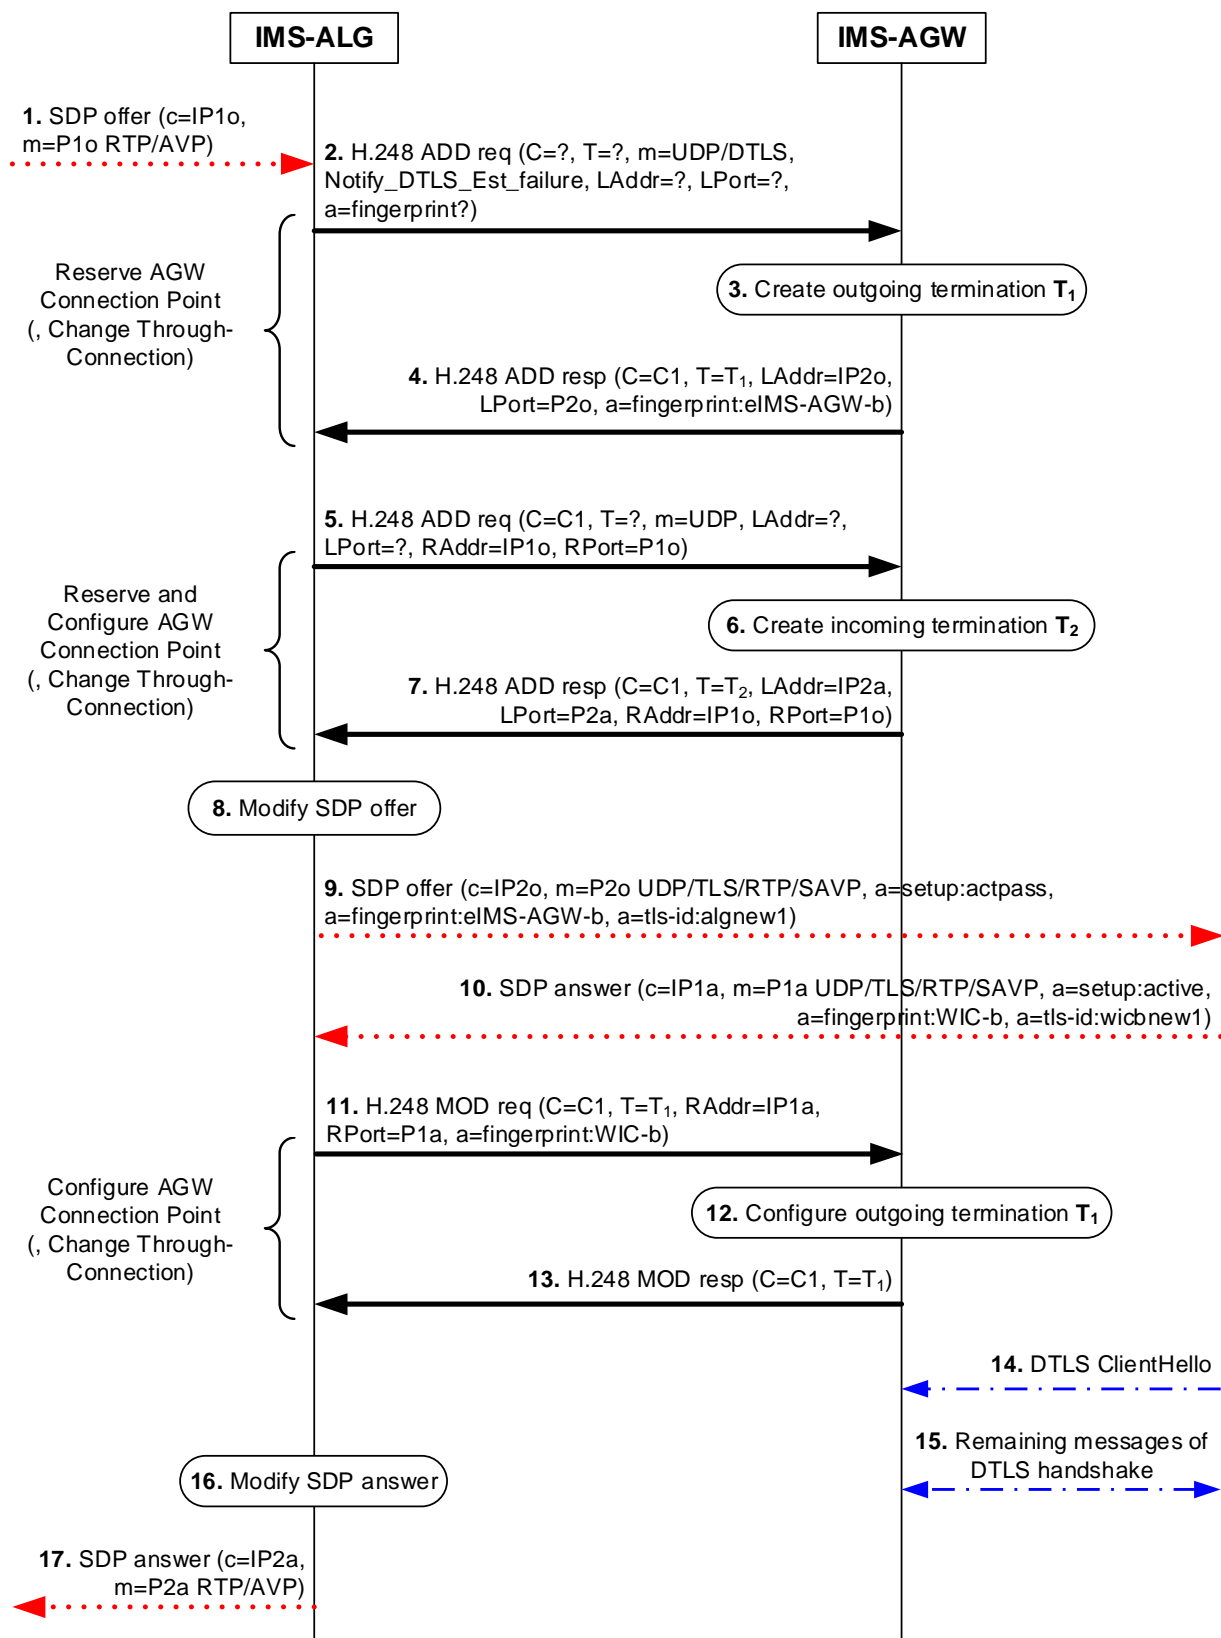 IMS-ALG
IMS-AGW
1. SDP offer (c=IP1o,
m=P1o RTP/AVP)
2. H.248 ADD req (C=?, T=?, m=UDP/DTLS,
Notify_DTLS_Est_failure, LAddr=?, LPort=?,
a=fingerprint?)
Reserve AGW
Connection Point
(, Change Through-
Connection)
3. Create outgoing termination T1
4. H.248 ADD resp (C=C1, T=T1, LAddr=IP2o,
LPort=P2o, a=fingerprint:eIMS-AGW-b)
5. H.248 ADD req (C=C1, T=?, m=UDP, LAddr=?,
LPort=?, RAddr=IP1o, RPort=P1o)
Reserve and
Configure AGW
Connection Point
(, Change Through-
Connection)
6. Create incoming termination T2
7. H.248 ADD resp (C=C1, T=T2, LAddr=IP2a,
LPort=P2a, RAddr=IP1o, RPort=P1o)
8. Modify SDP offer
9. SDP offer (c=IP2o, m=P2o UDP/TLS/RTP/SAVP, a=setup:actpass,
a=fingerprint:eIMS-AGW-b, a=tls-id:algnew1)
10. SDP answer (c=IP1a, m=P1a UDP/TLS/RTP/SAVP, a=setup:active,
a=fingerprint:WIC-b, a=tls-id:wicbnew1)
11. H.248 MOD req (C=C1, T=T1, RAddr=IP1a,
RPort=P1a, a=fingerprint:WIC-b)
Configure AGW
Connection Point
(, Change Through-
Connection)
12. Configure outgoing termination T1
13. H.248 MOD resp (C=C1, T=T1)
14. DTLS ClientHello
15. Remaining messages of
DTLS handshake
16. Modify SDP answer
17. SDP answer (c=IP2a,
m=P2a RTP/AVP)